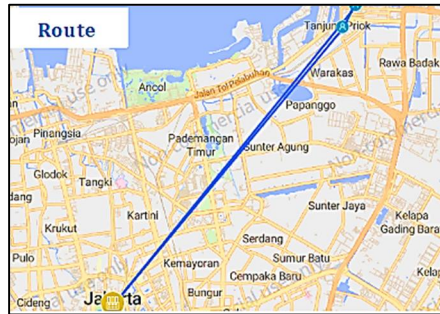 Route
Tanjung Priok
Rawa Badak
Warakas
Ancol
Jalan Tol Pelabuhan
Papanggo
Pinangsia
Pademangan
Timur
Sunter Agung
Glodok
Tangki
Sunter Jaya
Kelapa
Gading Barat
Krukut
Kartini
Serdang
Pulo
Kemayoran
Sumur Batu
Cempaka Baru
Cideng
Jakarta
Bungur